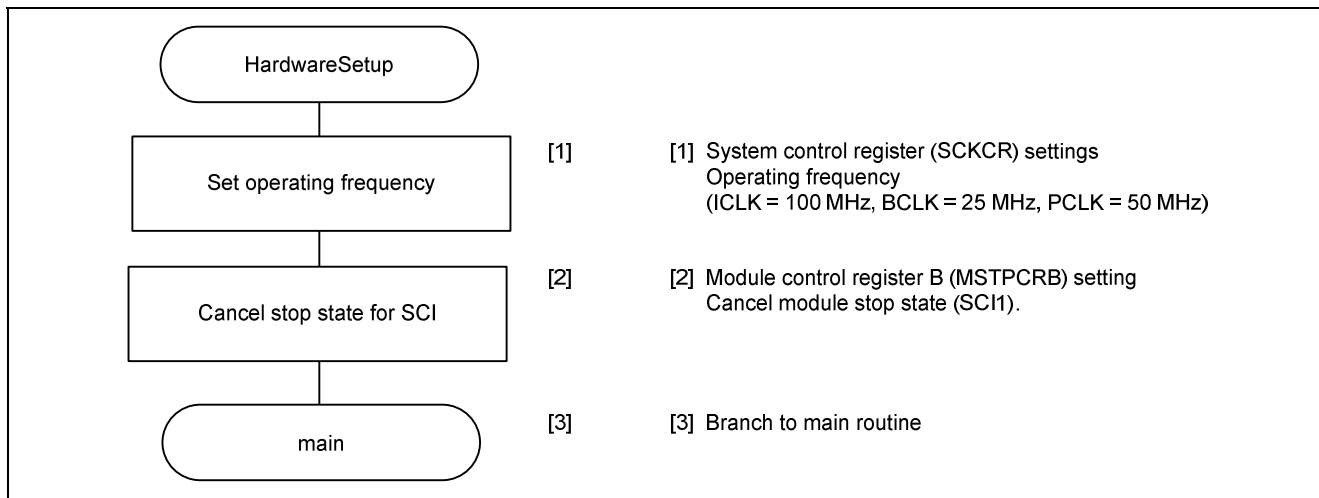 HardwareSetup
Set operating frequency
[1]
[1] System control register (SCKCR) settings
Operating frequency
(ICLK = 100 MHz, BCLK = 25 MHz, PCLK = 50 MHz)
Cancel stop state for SCI
[2]
[2] Module control register B (MSTPCRB) setting
Cancel module stop state (SCI1).
main
[3]
[3] Branch to main routine